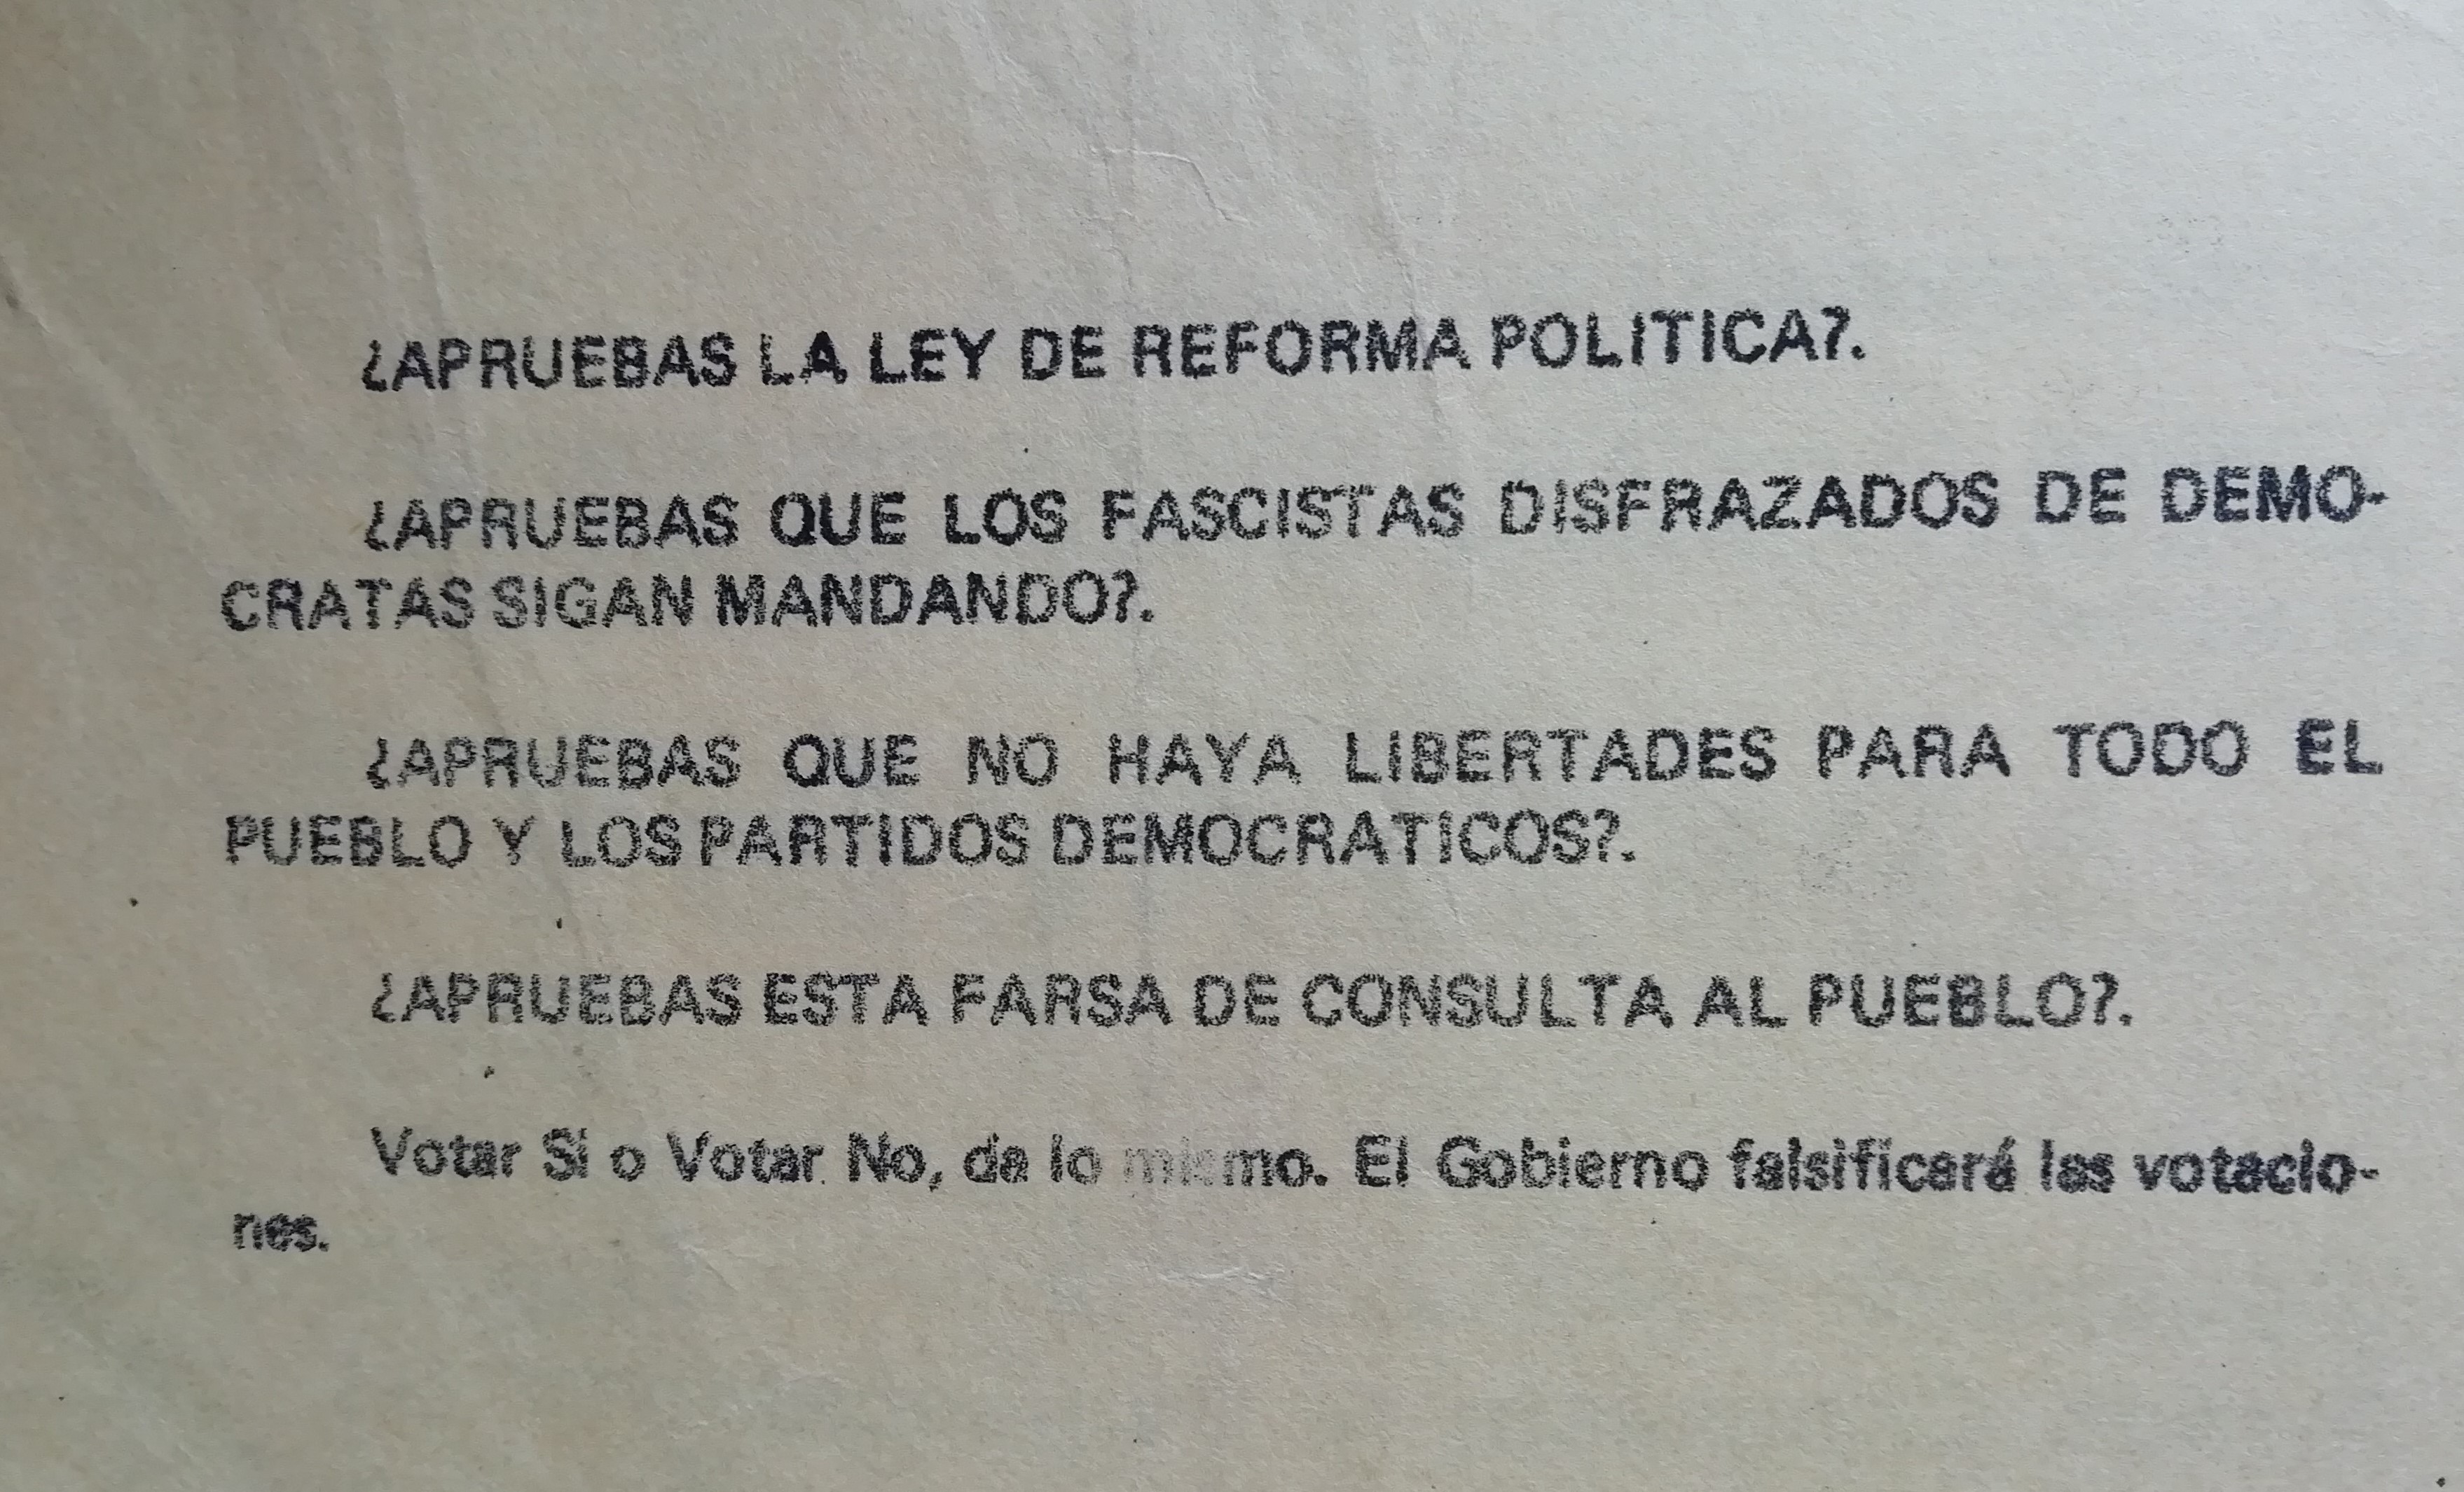 ¿APRUEBAS LA LEY DE REFORMA POLITICA?.
¿APRUEBAS QUE LOS FASCISTAS DISFRAZADOS DE DEMO-
CRATAS SIGAN MANDANDO?.
¿APRUEBAS QUE NO HAYA LIBERTADES PARA TODO EL
PUEBLO Y LOS PARTIDOS DEMOCRATICOS?.
¿APRUEBAS ESTA FARSA DE CONSULTA AL PUEBLO?.
Votar Si o Votar No, da lo mismo. El Gobierno falsificará las votacio-
nes.